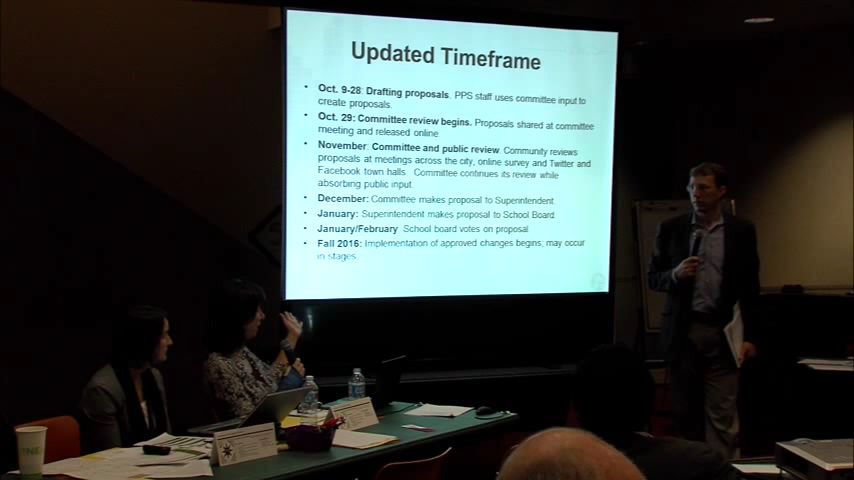 Updated Timeframe
• Oct. 9-28: Drafting proposals. PPS staff uses committee input to
create proposals.
• Oct. 29: Committee review begins. Proposals shared at committee
meeting and released online.
• November: Committee and public review. Community reviews
proposals at meetings across the city, online survey and Twitter and
Facebook town halls. Committee continues its review while
absorbing public input.
• December: Committee makes proposal to Superintendent.
• January: Superintendent makes proposal to School Board.
• January/February School board votes on proposal.
• Fall 2016: Implementation of approved changes begins; may occur
in stages.